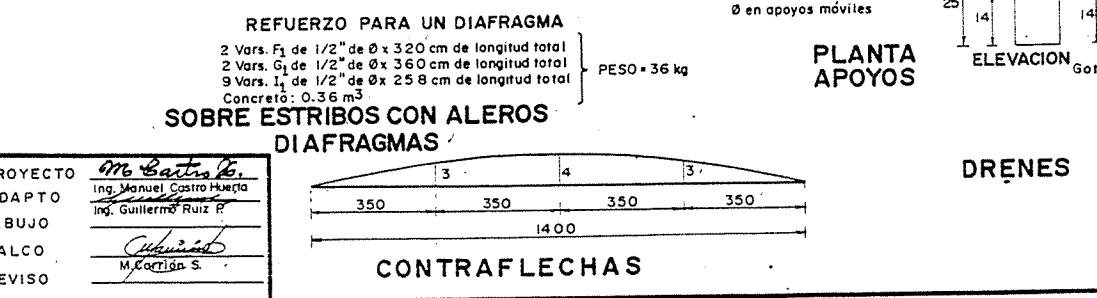 REFUERZO PARA UN DIAFRAGMA
2 Vars. F1 de 1/2" de Ø x 320 cm de longitud total
2 Vars. G1 de 1/2" de Ø x 360 cm de longitud total
9 Vars. I1 de 1/2" de Ø x 258 cm de longitud total
Concreto: 0.36 m3
PESO = 36 kg
SOBRE ESTRIBOS CON ALEROS
DIAFRAGMAS
Ø en apoyos móviles
PLANTA
APOYOS
25
14
14
ELEVACION
Got
DRENES
3
4
3
350
350
350
350
1400
CONTRAFLECHAS
ROYECTO
M Castro H.
Ing. Manuel Castro Huerta
DAPTO
Ing. Guillermo Ruiz P.
BUJO
ALCO
M. Carrión S.
EVISO